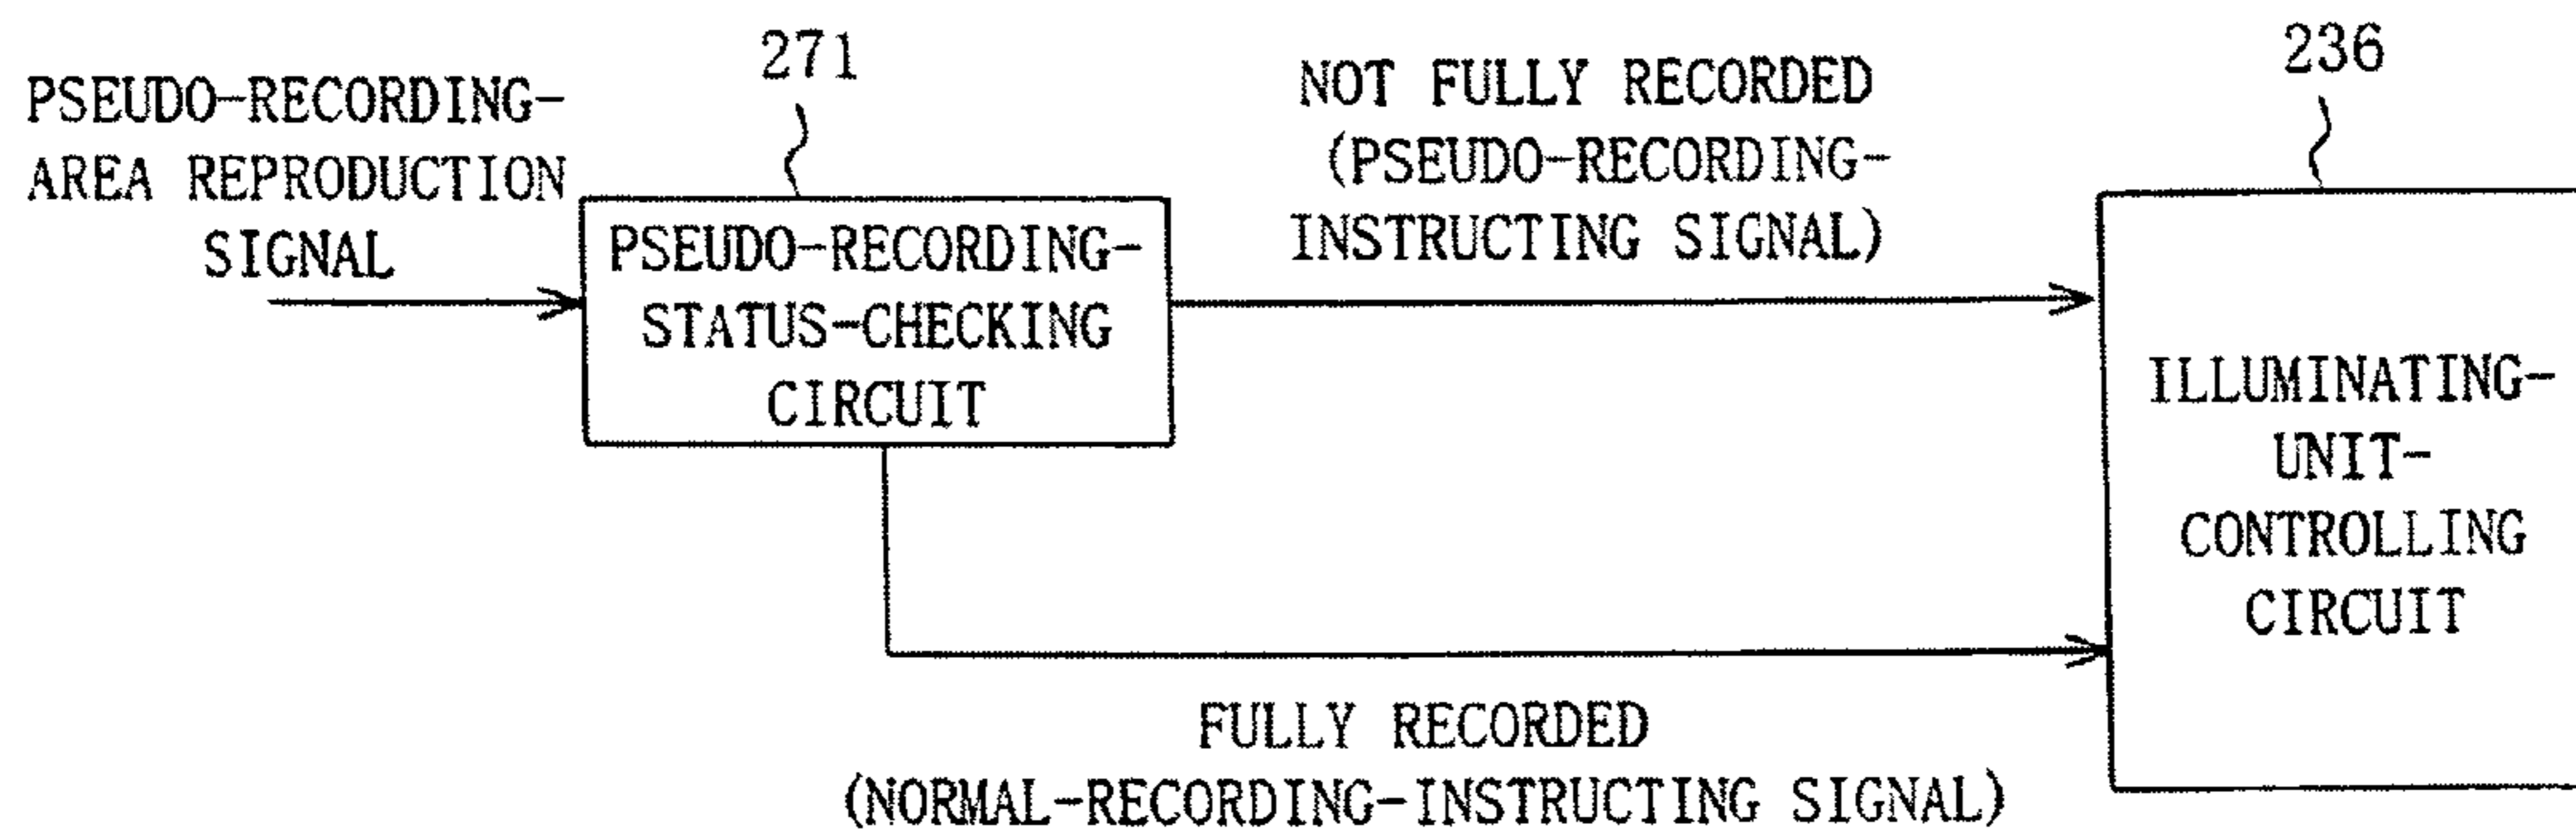 PSEUDO-RECORDING-
AREA REPRODUCTION
SIGNAL
271
PSEUDO-RECORDING-
STATUS-CHECKING
CIRCUIT
NOT FULLY RECORDED
(PSEUDO-RECORDING-
INSTRUCTING SIGNAL)
236
ILLUMINATING-
UNIT-
CONTROLLING
CIRCUIT
FULLY RECORDED
(NORMAL-RECORDING-INSTRUCTING SIGNAL)